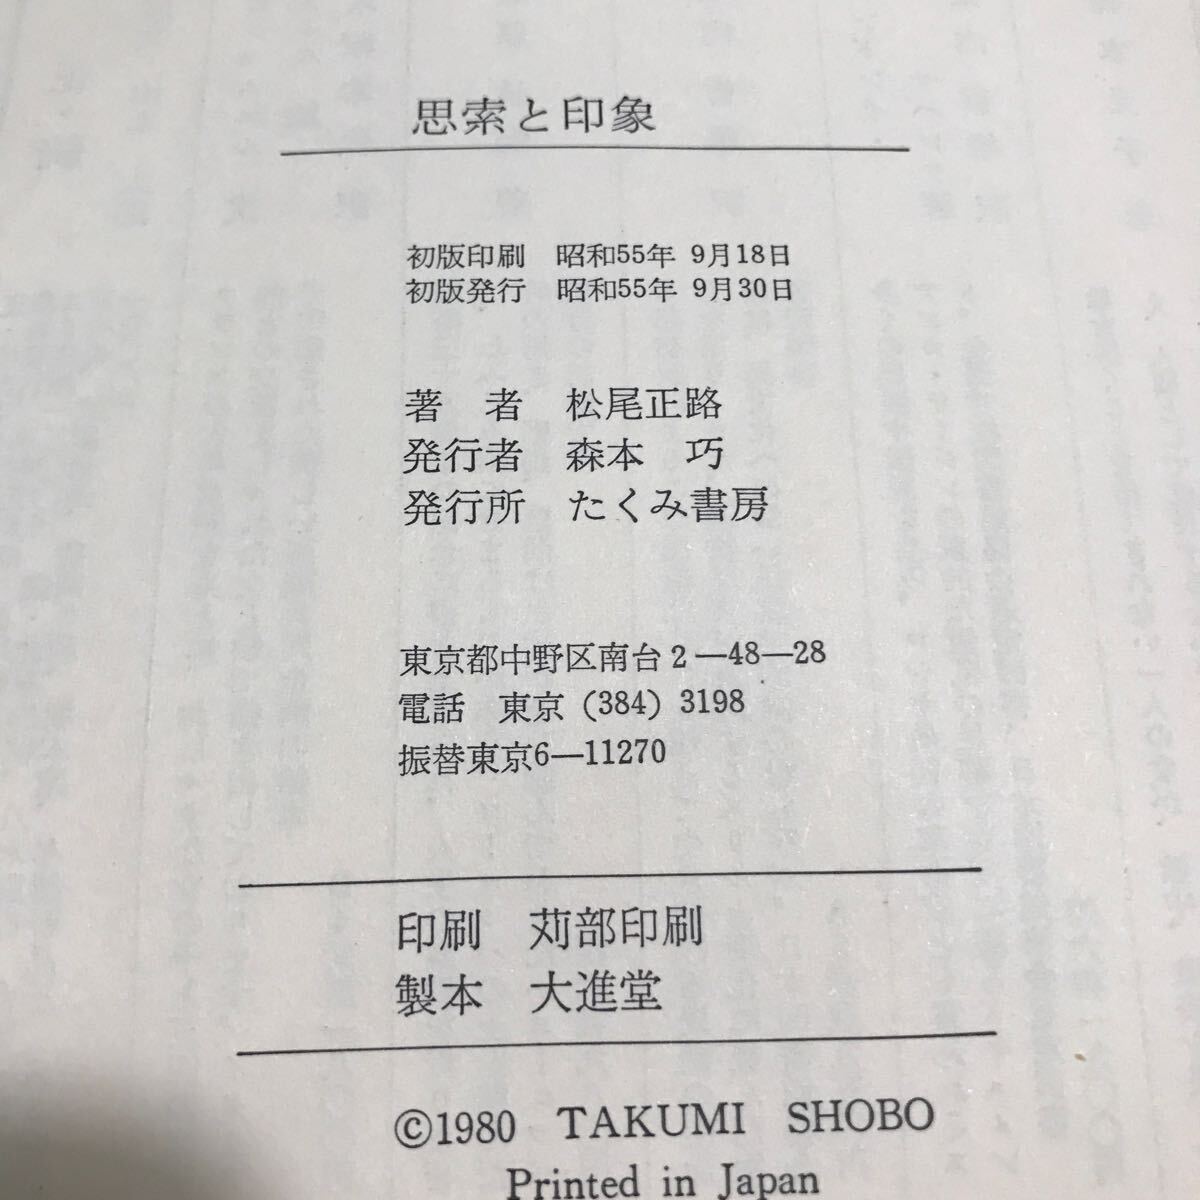 思索と印象
初版印刷　昭和55年 9月18日
初版発行　昭和55年 9月30日
著　者　松尾正路
発行者　森本　巧
発行所　たくみ書房
東京都中野区南台2―48―28
電話　東京（384）3198
振替東京6―11270
印刷　苅部印刷
製本　大進堂
©1980 TAKUMI SHOBO
Printed in Japan